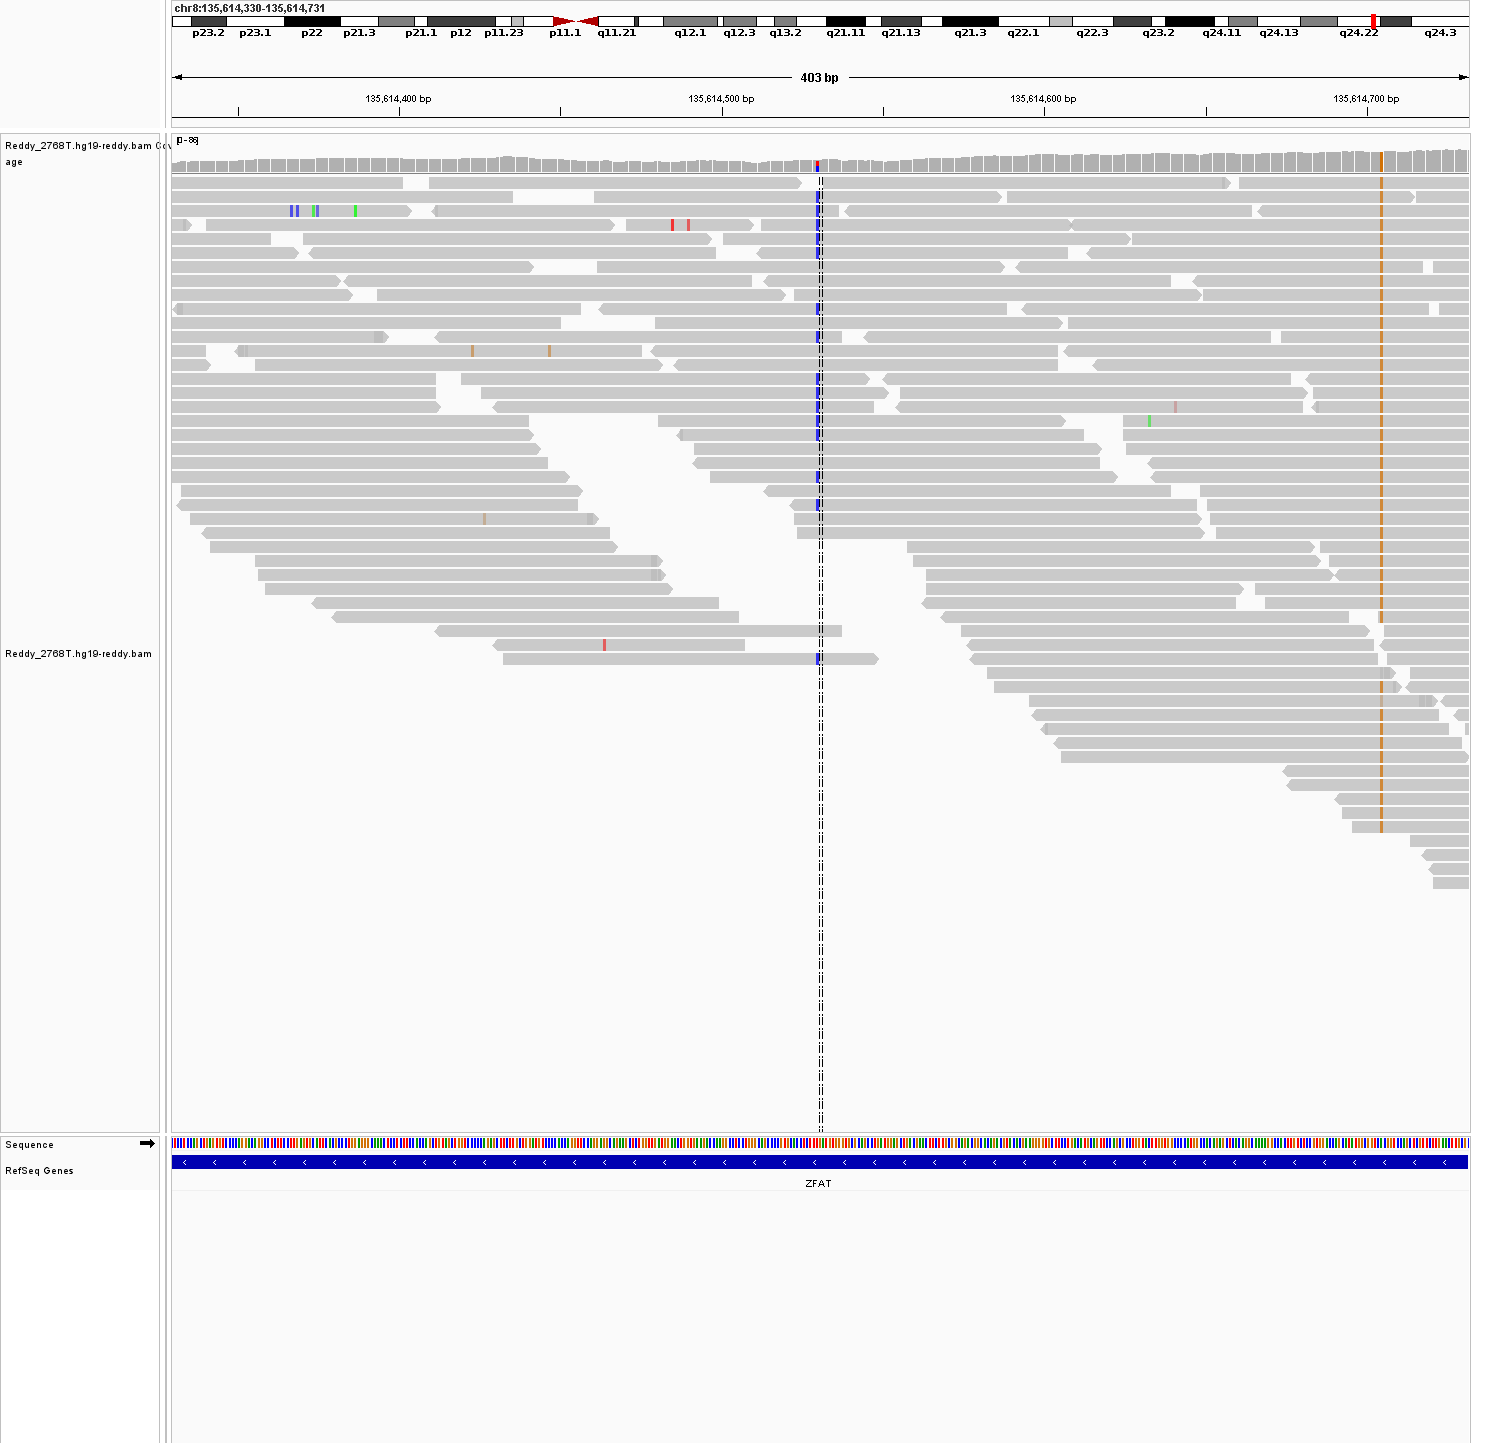 chr8:135,614,330-135,614,731
p23.2 p23.1 p22 p21.3 p21.1 p12 p11.23 p11.1 q11.21 q12.1 q12.3 q13.2 q21.11 q21.13 q21.3 q22.1 q22.3 q23.2 q24.11 q24.13 q24.22 q24.3
403 bp
135,614,400 bp 135,614,500 bp 135,614,600 bp 135,614,700 bp
[0 - 86]
Reddy_2768T.hg19-reddy.bam Cov
age
Reddy_2768T.hg19-reddy.bam
Sequence
RefSeq Genes
ZFAT